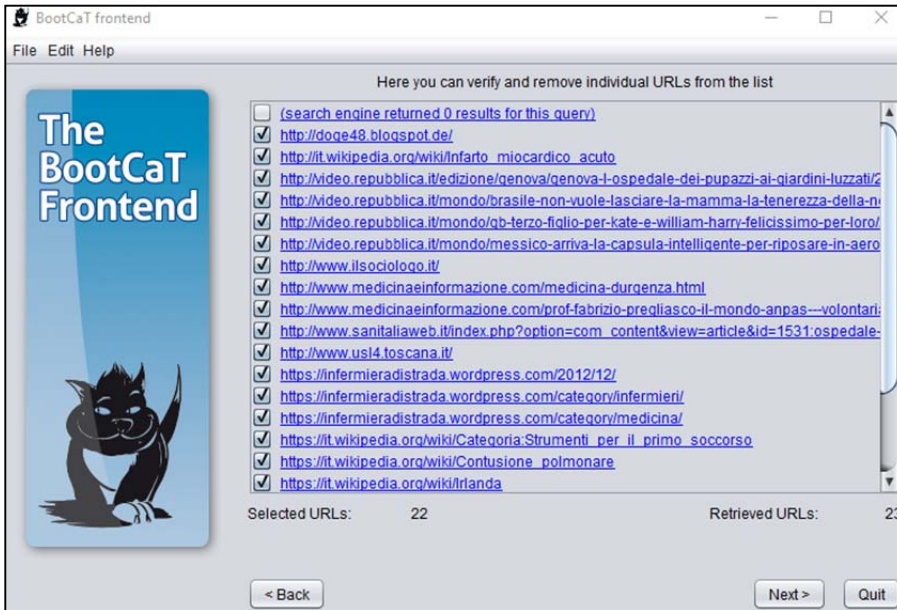 BootCaT frontend
File Edit Help
The
BootCaT
Frontend
Here you can verify and remove individual URLs from the list
(search engine returned 0 results for this query)
http://doge48.blogspot.de/
http://it.wikipedia.org/wiki/Infarto_miocardico_acuto
http://video.repubblica.it/edizione/genova/genova-l-ospedale-dei-pupazzi-ai-giardini-luzzati/2
http://video.repubblica.it/mondo/brasile-non-vuole-lasciare-la-mamma-la-tenerezza-della-n
http://video.repubblica.it/mondo/gb-terzo-figlio-per-kate-e-william-harry-felicissimo-per-loro/
http://video.repubblica.it/mondo/messico-arriva-la-capsula-intelligente-per-riposare-in-aero
http://www.ilsociologo.it/
http://www.medicinaeinformazione.com/medicina-durgenza.html
http://www.medicinaeinformazione.com/prof-fabrizio-pregliasco-il-mondo-anpas---volontari
http://www.sanitaliaweb.it/index.php?option=com_content&view=article&id=1531:ospedale-
http://www.usl4.toscana.it/
https://infermieradistrada.wordpress.com/2012/12/
https://infermieradistrada.wordpress.com/category/infermieri/
https://infermieradistrada.wordpress.com/category/medicina/
https://it.wikipedia.org/wiki/Categoria:Strumenti_per_il_primo_soccorso
https://it.wikipedia.org/wiki/Contusione_polmonare
https://it.wikipedia.org/wiki/Irlanda
Selected URLs: 22 Retrieved URLs: 23
< Back Next > Quit